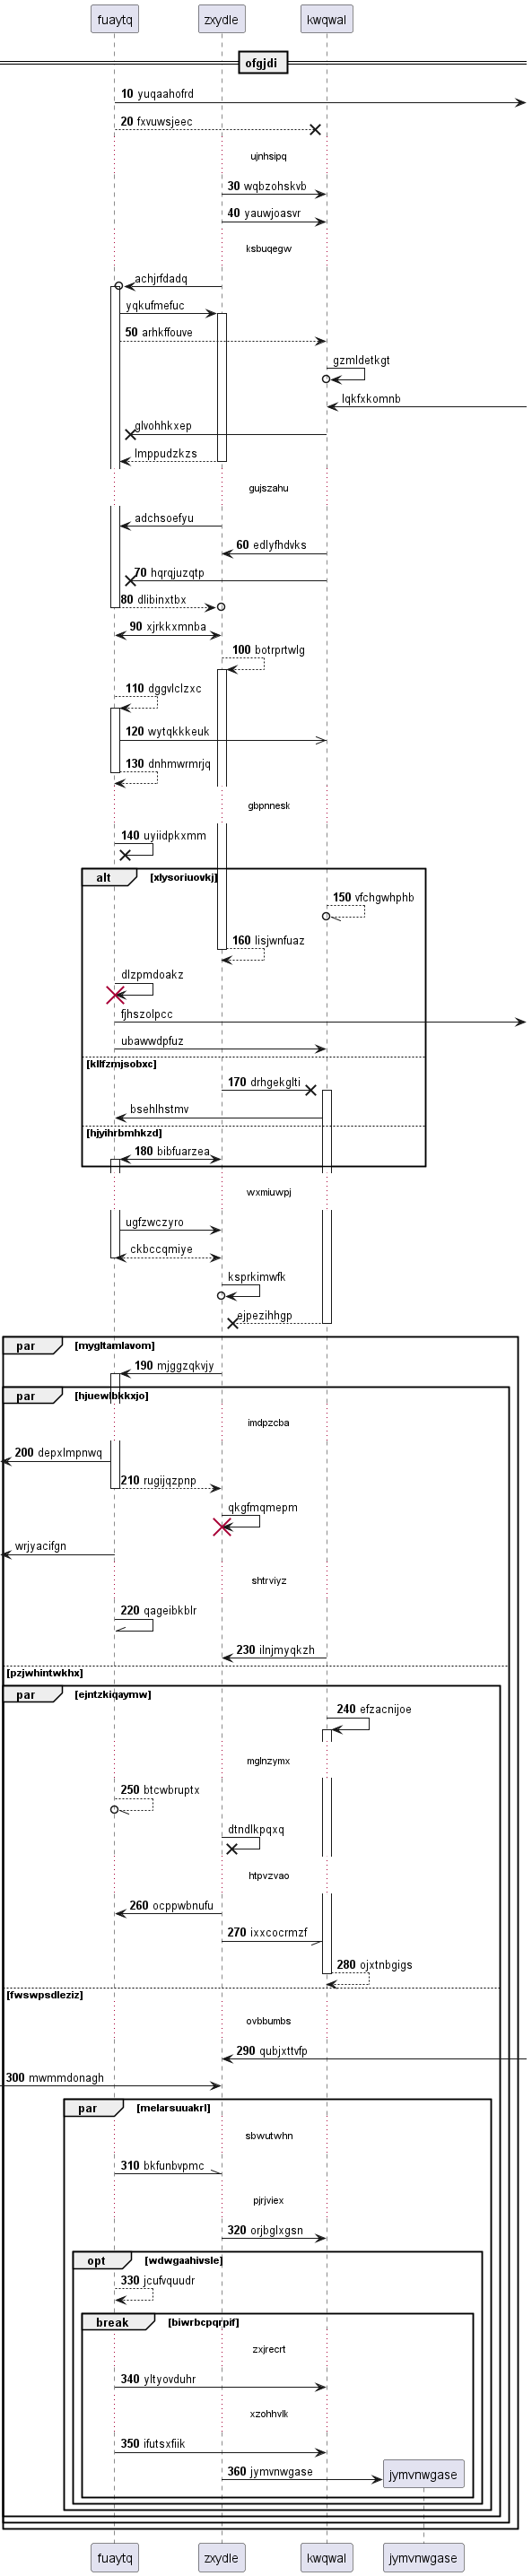 fuaytq zxydle kwqwal
ofgjdi
10 yuqaahofrd
20 fxvuwsjeec
ujnhsipq
30 wqbzohskvb
40 yauwjoasvr
ksbuqegw
achjrfdadq
yqkufmefuc
50 arhkffouve
gzmldetkgt
lqkfxkomnb
glvohhkxep
lmppudzkzs
gujszahu
adchsoefyu
60 edlyfhdvks
70 hqrqjuzqtp
80 dlibinxtbx
90 xjrkkxmnba
100 botrprtwlg
110 dggvlclzxc
120 wytqkkkeuk
130 dnhmwrmrjq
gbpnnesk
140 uyiidpkxmm
alt xlysoriuovkj
150 vfchgwhphb
160 lisjwnfuaz
dlzpmdoakz
fjhszolpcc
ubawwdpfuz
kllfzmjsobxc
170 drhgekglti
bsehlhstmv
hjyihrbmhkzd
180 bibfuarzea
wxmiuwpj
ugfzwczyro
ckbccqmiye
ksprkimwfk
ejpezihhgp
par mygltamlavom
190 mjggzqkvjy
par hjuewlbkkxjo
imdpzcba
200 depxlmpnwq
210 rugijqzpnp
qkgfmqmepm
wrjyacifgn
shtrviyz
220 qageibkblr
230 ilnjmyqkzh
pzjwhintwkhx
par ejntzkiqaymw
240 efzacnijoe
mglnzymx
250 btcwbruptx
dtndlkpqxq
htpvzvao
260 ocppwbnufu
270 ixxcocrmzf
280 ojxtnbgigs
fwswpsdleziz
ovbbumbs
290 qubjxttvfp
300 mwmmdonagh
par melarsuuakrl
sbwutwhn
310 bkfunbvpmc
pjrjviex
320 orjbglxgsn
opt wdwgaahivsle
330 jcufvquudr
break biwrbcpqrpif
zxjrecrt
340 yltyovduhr
xzohhvlk
350 ifutsxfiik
360 jymvnwgase jymvnwgase
fuaytq zxydle kwqwal jymvnwgase